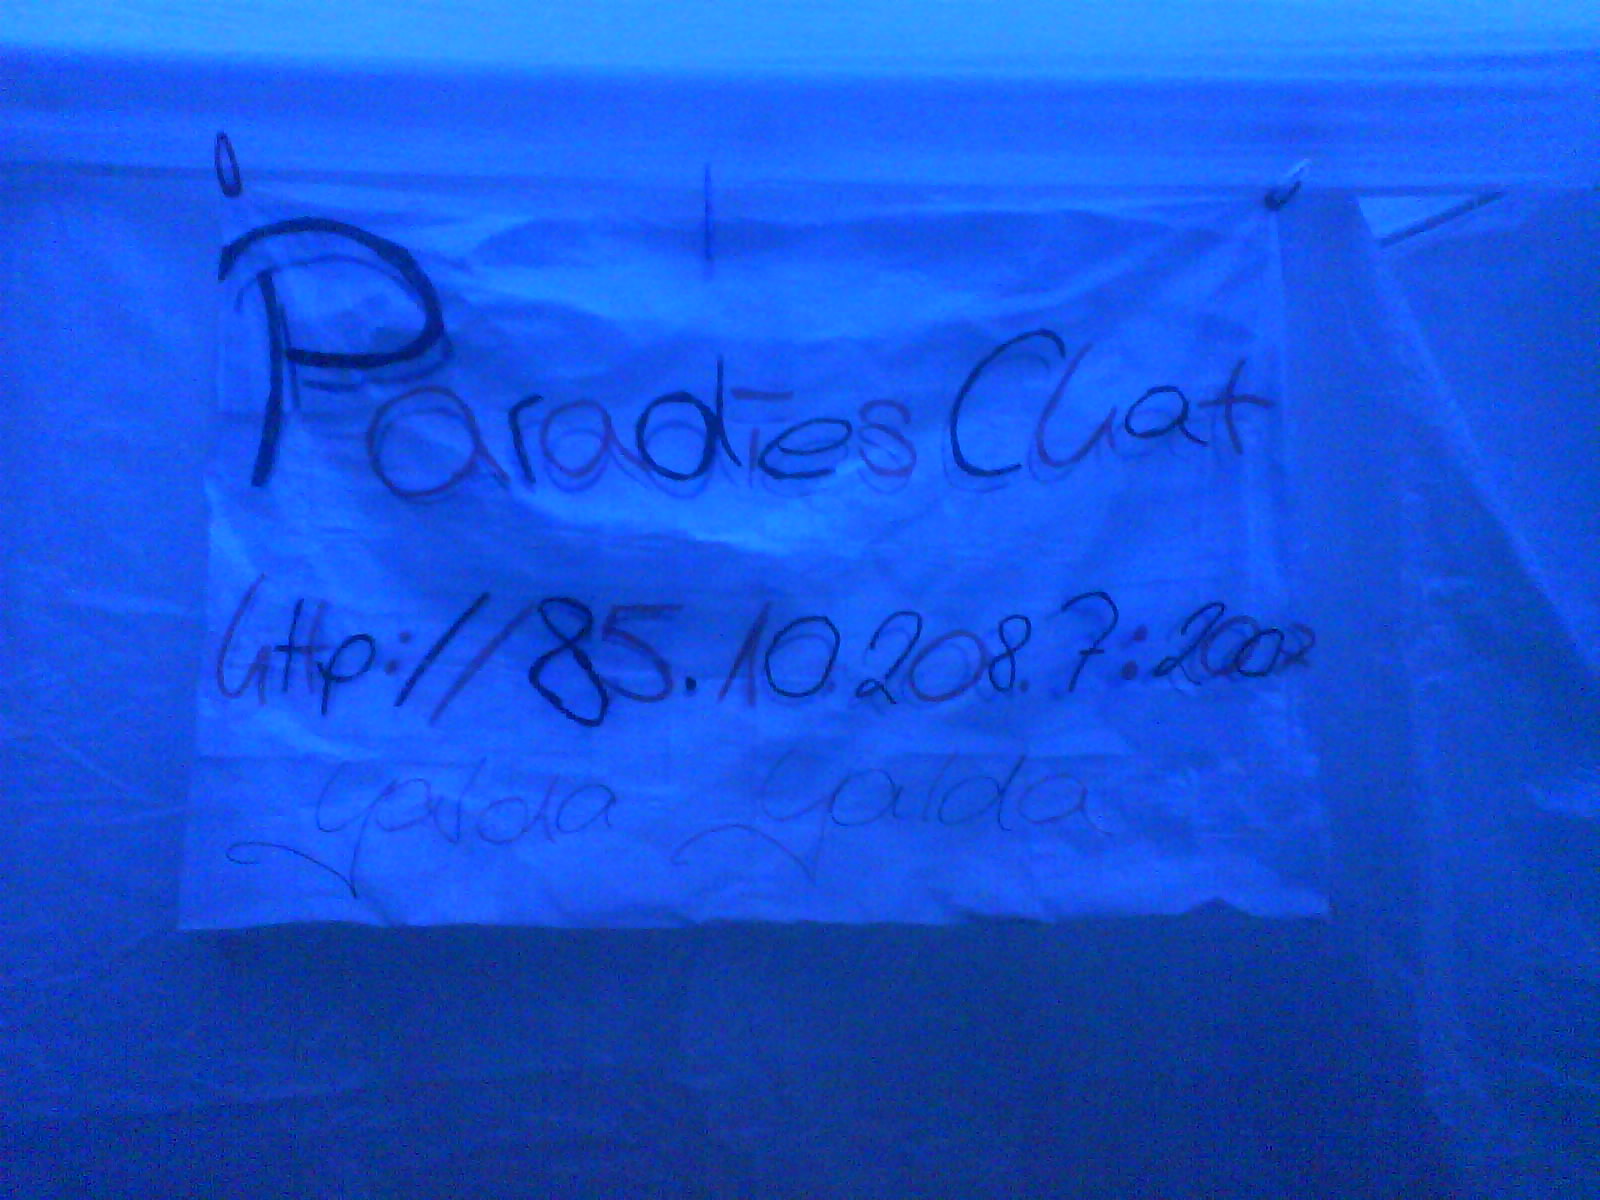 Paradies Chat
http://85.10.208.7:2002
Galda Galda